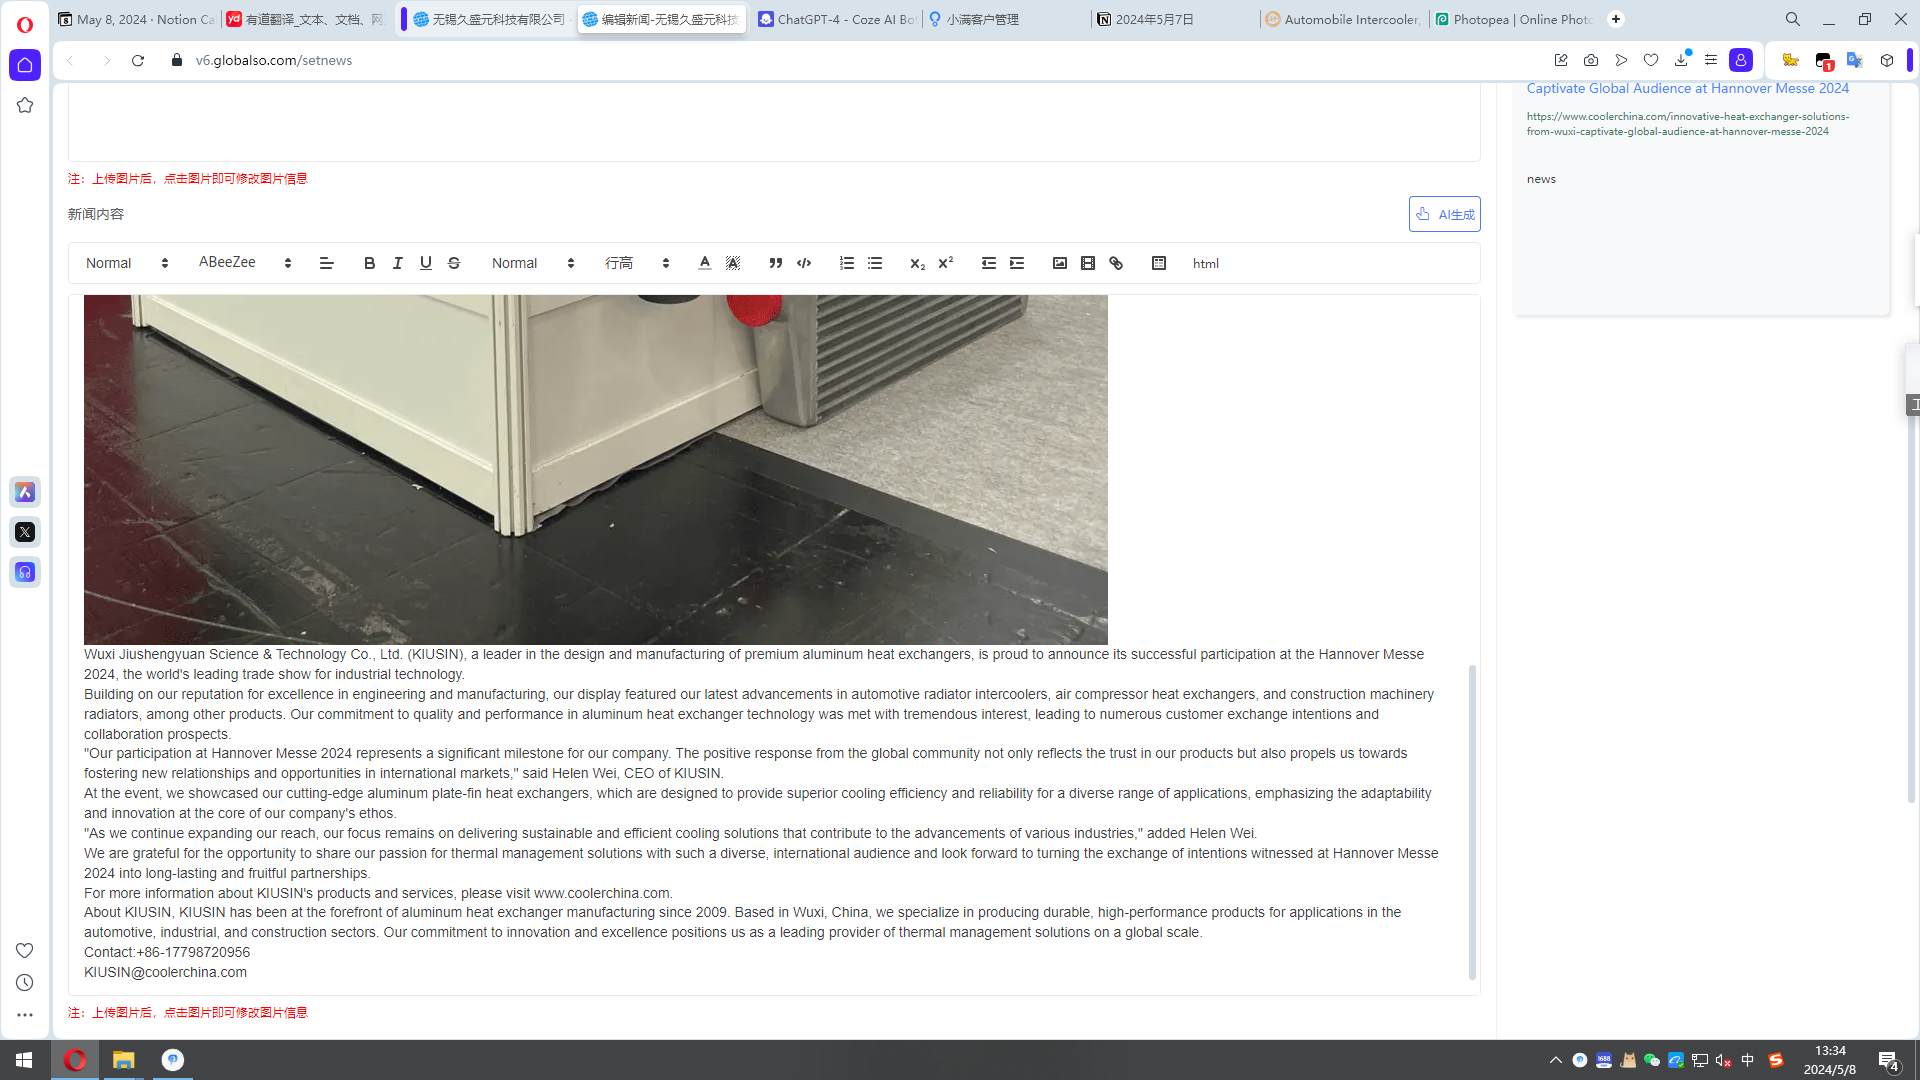 May 8, 2024 · Notion Ca
有道翻译_文本、文档、网
无锡久盛元科技有限公司
编辑新闻-无锡久盛元科技
ChatGPT-4 - Coze AI Bot
小满客户管理
2024年5月7日
Automobile Intercooler,
Photopea | Online Photo
v6.globalso.com/setnews
1
Captivate Global Audience at Hannover Messe 2024
https://www.coolerchina.com/innovative-heat-exchanger-solutions-
from-wuxi-captivate-global-audience-at-hannover-messe-2024
news
注：上传图片后，点击图片即可修改图片信息
新闻内容
AI生成
Normal
ABeeZee
Normal
行高
html
Wuxi Jiushengyuan Science & Technology Co., Ltd. (KIUSIN), a leader in the design and manufacturing of premium aluminum heat exchangers, is proud to announce its successful participation at the Hannover Messe
2024, the world's leading trade show for industrial technology.
Building on our reputation for excellence in engineering and manufacturing, our display featured our latest advancements in automotive radiator intercoolers, air compressor heat exchangers, and construction machinery
radiators, among other products. Our commitment to quality and performance in aluminum heat exchanger technology was met with tremendous interest, leading to numerous customer exchange intentions and
collaboration prospects.
"Our participation at Hannover Messe 2024 represents a significant milestone for our company. The positive response from the global community not only reflects the trust in our products but also propels us towards
fostering new relationships and opportunities in international markets," said Helen Wei, CEO of KIUSIN.
At the event, we showcased our cutting-edge aluminum plate-fin heat exchangers, which are designed to provide superior cooling efficiency and reliability for a diverse range of applications, emphasizing the adaptability
and innovation at the core of our company's ethos.
"As we continue expanding our reach, our focus remains on delivering sustainable and efficient cooling solutions that contribute to the advancements of various industries," added Helen Wei.
We are grateful for the opportunity to share our passion for thermal management solutions with such a diverse, international audience and look forward to turning the exchange of intentions witnessed at Hannover Messe
2024 into long-lasting and fruitful partnerships.
For more information about KIUSIN's products and services, please visit www.coolerchina.com.
About KIUSIN, KIUSIN has been at the forefront of aluminum heat exchanger manufacturing since 2009. Based in Wuxi, China, we specialize in producing durable, high-performance products for applications in the
automotive, industrial, and construction sectors. Our commitment to innovation and excellence positions us as a leading provider of thermal management solutions on a global scale.
Contact:+86-17798720956
KIUSIN@coolerchina.com
注：上传图片后，点击图片即可修改图片信息
中
13:34
2024/5/8
4